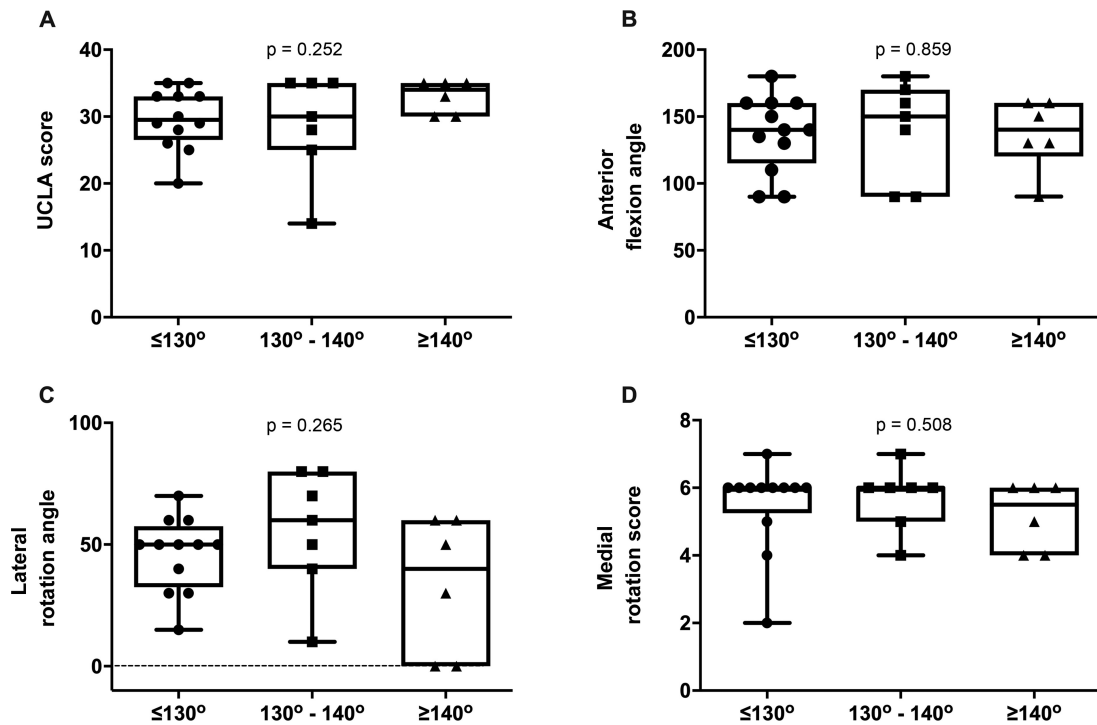 A
p = 0.252
UCLA score
40
30
20
10
0
≤130º
130º - 140º
≥140º
B
p = 0.859
Anterior
flexion angle
200
150
100
50
0
≤130º
130º - 140º
≥140º
C
p = 0.265
Lateral
rotation angle
100
50
0
≤130º
130º - 140º
≥140º
D
p = 0.508
Medial
rotation score
8
6
4
2
0
≤130º
130º - 140º
≥140º